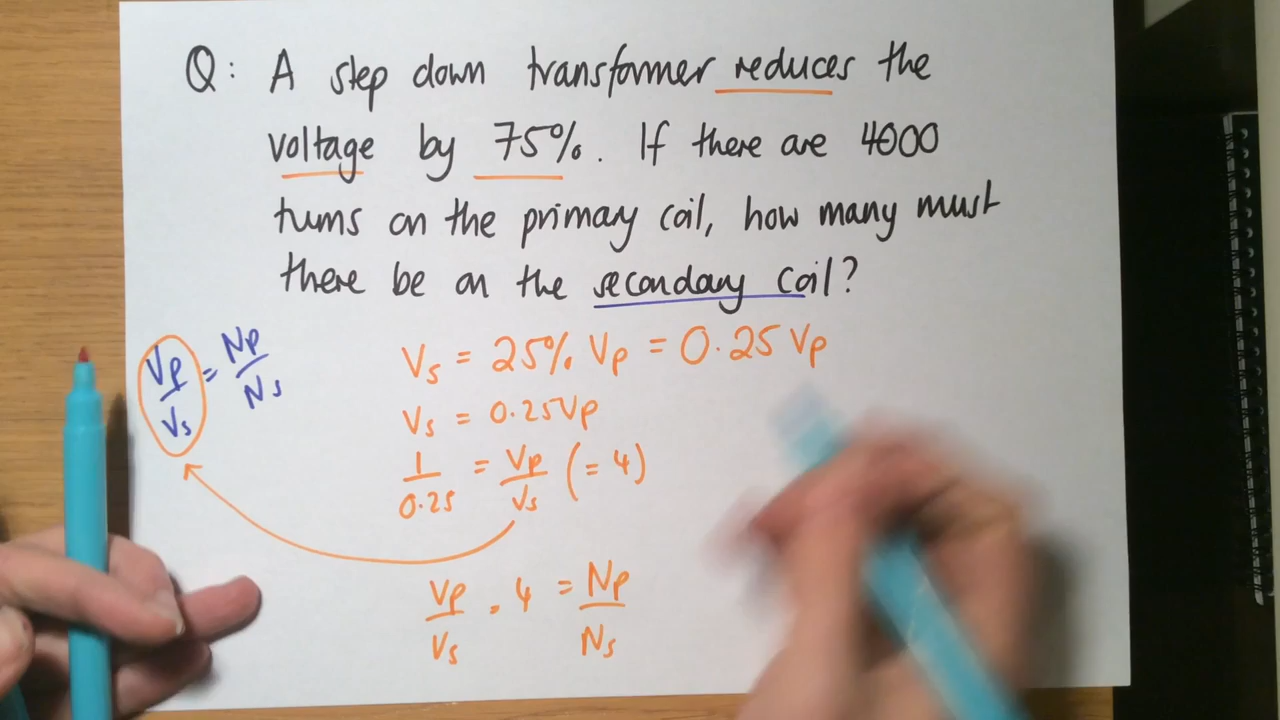 Q: A step down transformer reduces the
voltage by 75%. If there are 4000
turns on the primary coil, how many must
there be on the secondary coil?
Vp/Vs = Np/Ns
Vs = 25% Vp = 0.25 Vp
Vs = 0.25Vp
1/0.25 = Vp/Vs (= 4)
Vp/Vs = 4 = Np/Ns